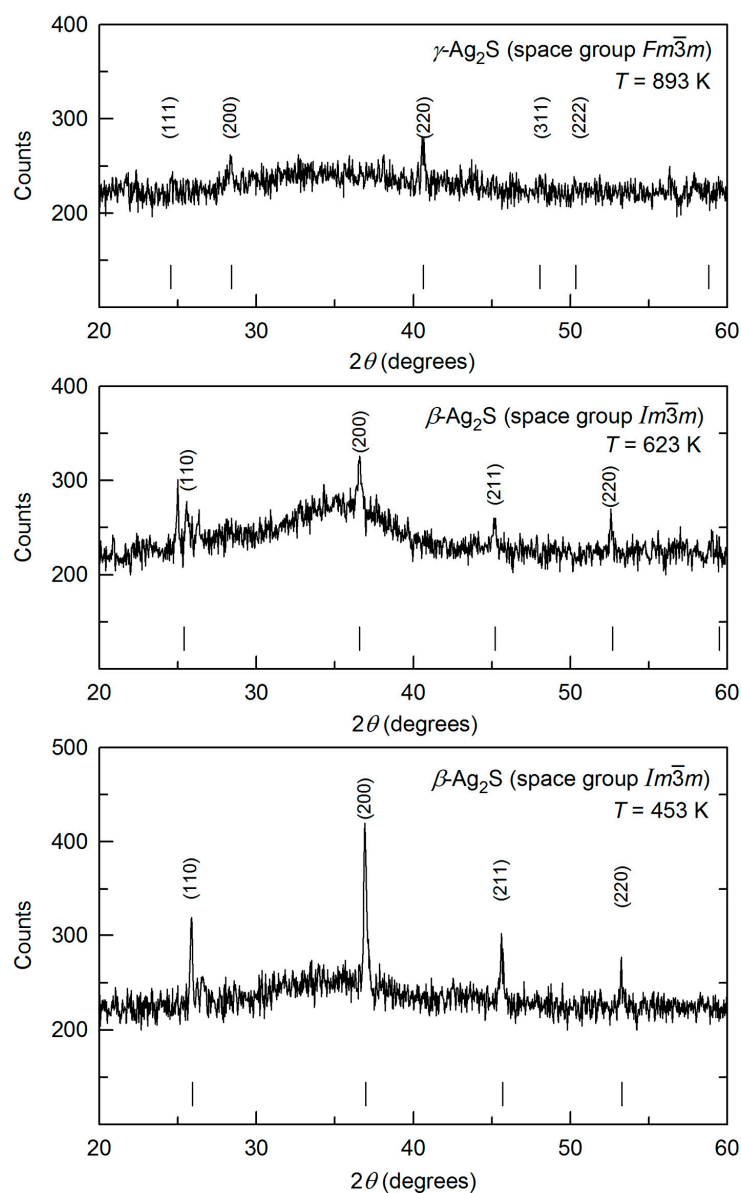 400
γ-Ag₂S (space group Fm3̅m)
T = 893 K
(111)
(200)
(220)
(311)
(222)
300
Counts
200
100
20 30 40 50 60
2θ (degrees)
400
β-Ag₂S (space group Im3̅m)
T = 623 K
(110)
(200)
(211)
(220)
300
Counts
200
100
20 30 40 50 60
2θ (degrees)
500
β-Ag₂S (space group Im3̅m)
T = 453 K
(110)
(200)
(211)
(220)
400
Counts
300
200
100
20 30 40 50 60
2θ (degrees)